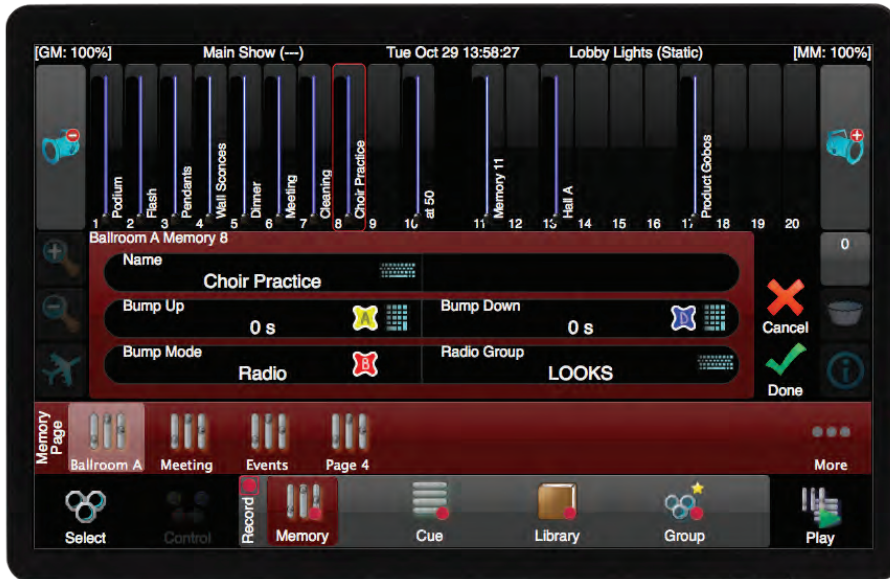 [GM: 100%] Main Show (---) Tue Oct 29 13:58:27 Lobby Lights (Static) [MM: 100%]
Podium
Flash
Pendants
Wall Sconces
Dinner
Meeting
Cleaning
Choir Practice
at 50
Memory 11
Hall A
Product Gobos
1 2 3 4 5 6 7 8 9 10 11 12 13 14 15 16 17 18 19 20
Ballroom A Memory 8
0
Name
Choir Practice
Bump Up
0 s
A
Bump Down
0 s
D
Cancel
Bump Mode
Radio
B
Radio Group
LOOKS
Done
Memory
Page
Ballroom A Meeting Events Page 4 More
Select Control Record Memory Cue Library Group Play